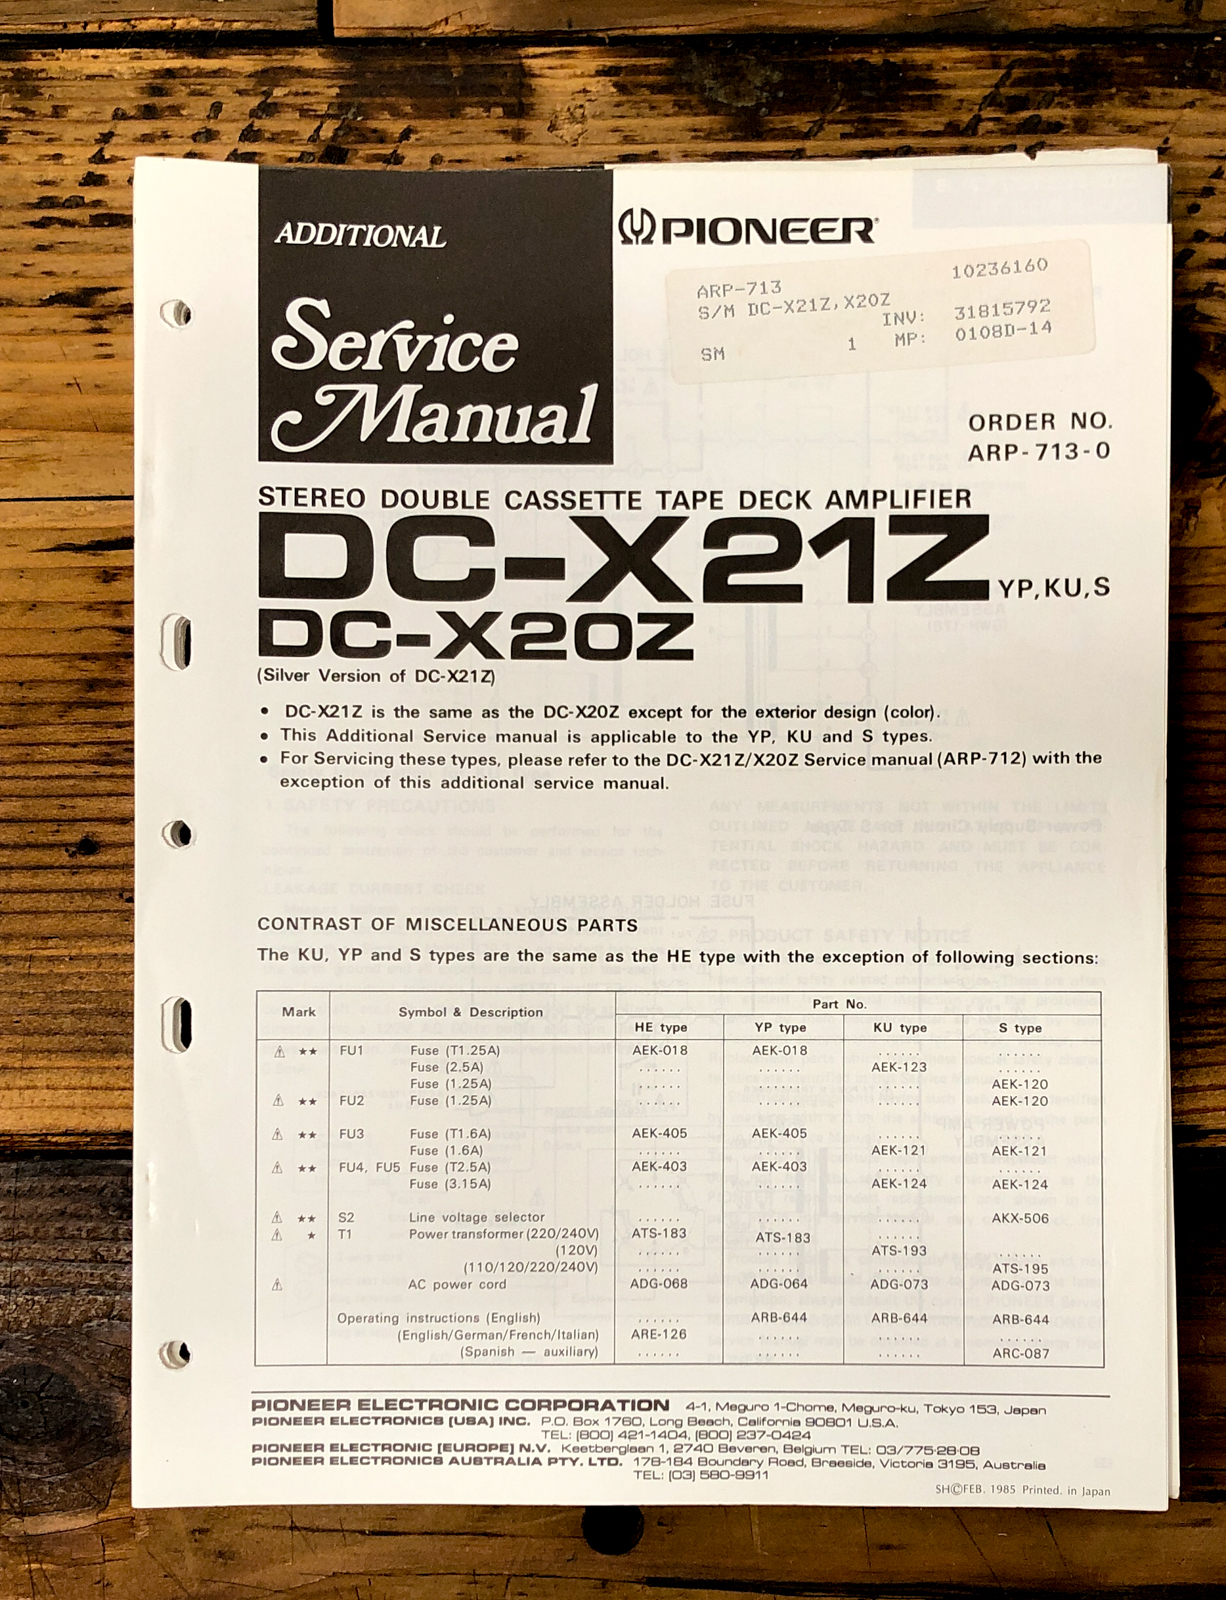 ADDITIONAL
Service
Manual
PIONEER
ARP-713 10236160
S/M DC-X21Z,X20Z
INV: 31815792
SM 1 MP: 0108D-14
ORDER NO.
ARP-713-0
STEREO DOUBLE CASSETTE TAPE DECK AMPLIFIER
DC-X21Z YP,KU,S
DC-X20Z
(Silver Version of DC-X21Z)
• DC-X21Z is the same as the DC-X20Z except for the exterior design (color).
• This Additional Service manual is applicable to the YP, KU and S types.
• For Servicing these types, please refer to the DC-X21Z/X20Z Service manual (ARP-712) with the
exception of this additional service manual.
CONTRAST OF MISCELLANEOUS PARTS
The KU, YP and S types are the same as the HE type with the exception of following sections:
Mark Symbol & Description Part No.
HE type YP type KU type S type
⚠ ★★ FU1 Fuse (T1.25A) AEK-018 AEK-018 ...... ......
Fuse (2.5A) ...... ...... AEK-123 ......
Fuse (1.25A) ...... ...... ...... AEK-120
⚠ ★★ FU2 Fuse (1.25A) ...... ...... ...... AEK-120
⚠ ★★ FU3 Fuse (T1.6A) AEK-405 AEK-405 ...... ......
Fuse (1.6A) ...... ...... AEK-121 AEK-121
⚠ ★★ FU4, FU5 Fuse (T2.5A) AEK-403 AEK-403 ...... ......
Fuse (3.15A) ...... ...... AEK-124 AEK-124
⚠ ★★ S2 Line voltage selector ...... ...... ...... AKX-506
⚠ ★ T1 Power transformer (220/240V) ATS-183 ATS-183 ...... ......
(120V) ...... ...... ATS-193 ......
(110/120/220/240V) ...... ...... ...... ATS-195
⚠ AC power cord ADG-068 ADG-064 ADG-073 ADG-073
Operating instructions (English) ...... ARB-644 ARB-644 ARB-644
(English/German/French/Italian) ARE-126 ...... ...... ......
(Spanish — auxiliary) ...... ...... ...... ARC-087
PIONEER ELECTRONIC CORPORATION 4-1, Meguro 1-Chome, Meguro-ku, Tokyo 153, Japan
PIONEER ELECTRONICS [USA] INC. P.O. Box 1760, Long Beach, California 90801 U.S.A.
TEL: (800) 421-1404, (800) 237-0424
PIONEER ELECTRONIC [EUROPE] N.V. Keetberglaan 1, 2740 Beveren, Belgium TEL: 03/775·28·08
PIONEER ELECTRONICS AUSTRALIA PTY. LTD. 178-184 Boundary Road, Braeside, Victoria 3195, Australia
TEL: (03) 580-9911
SH©FEB. 1985 Printed in Japan